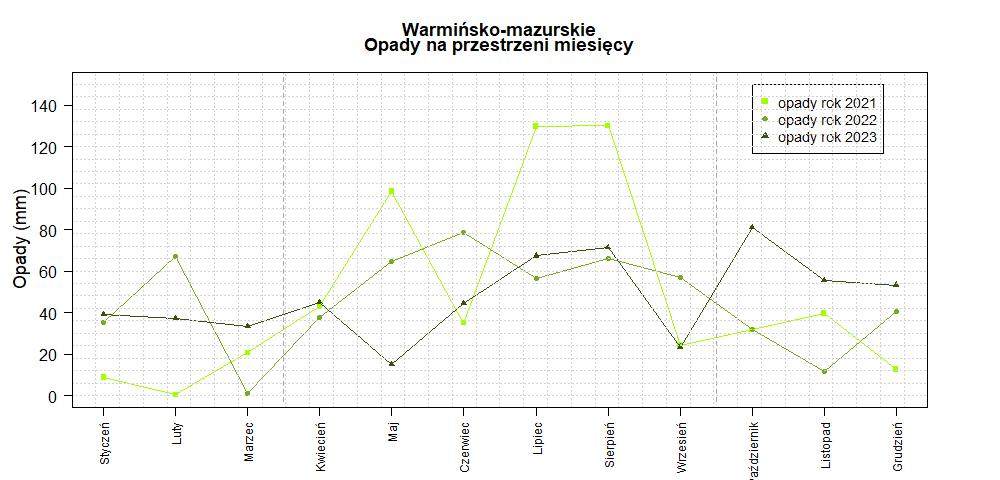 Warmińsko-mazurskie
Opady na przestrzeni miesięcy
opady rok 2021
opady rok 2022
opady rok 2023
Opady (mm)
140
120
100
80
60
40
20
0
Styczeń
Luty
Marzec
Kwiecień
Maj
Czerwiec
Lipiec
Sierpień
Wrzesień
aździernik
Listopad
Grudzień